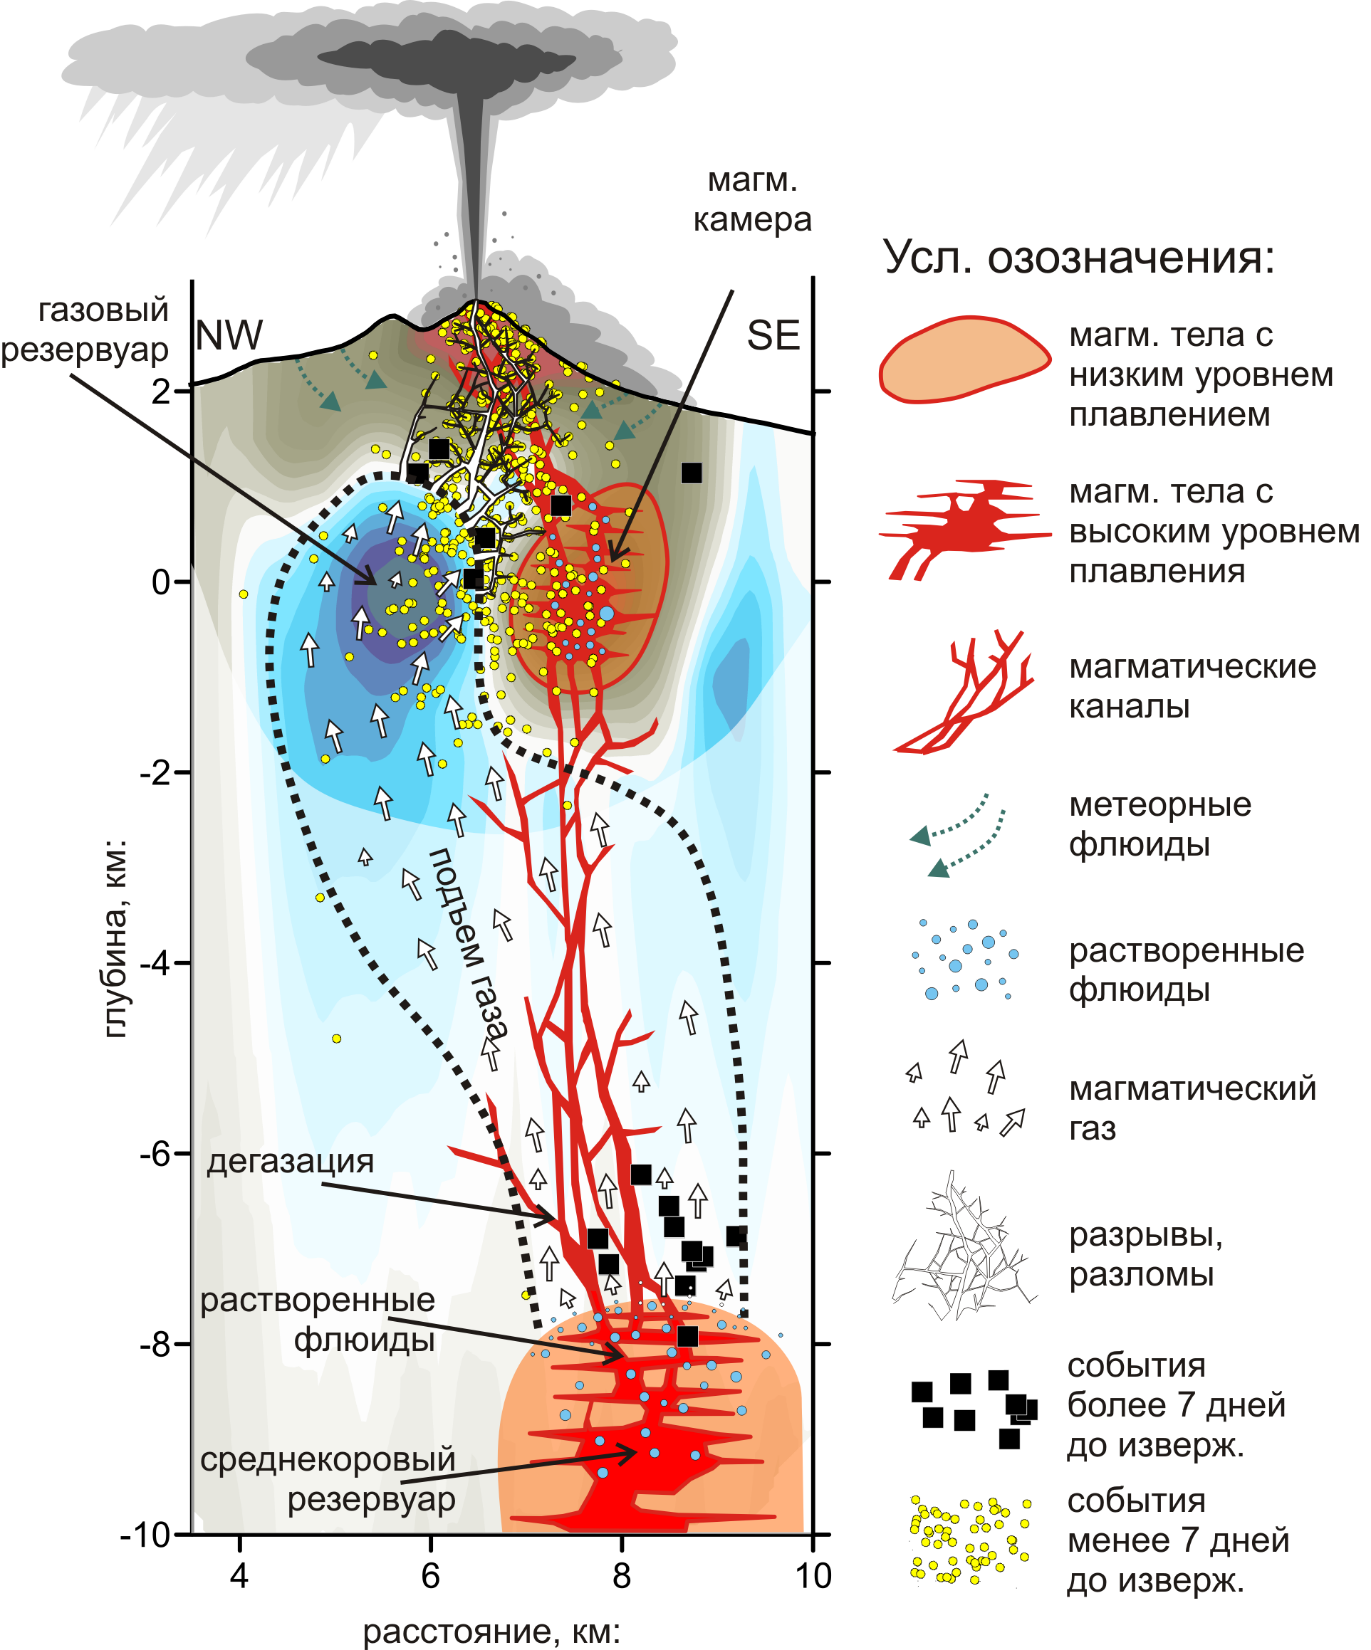 магм.
камера
газовый
резервуар
NW
SE
2
0
-2
-4
-6
-8
-10
глубина, км:
подъем газа
дегазация
растворенные
флюиды
среднекоровый
резервуар
4
6
8
10
расстояние, км:
Усл. озозначения:
магм. тела с
низким уровнем
плавлением
магм. тела с
высоким уровнем
плавления
магматические
каналы
метеорные
флюиды
растворенные
флюиды
магматический
газ
разрывы,
разломы
события
более 7 дней
до изверж.
события
менее 7 дней
до изверж.